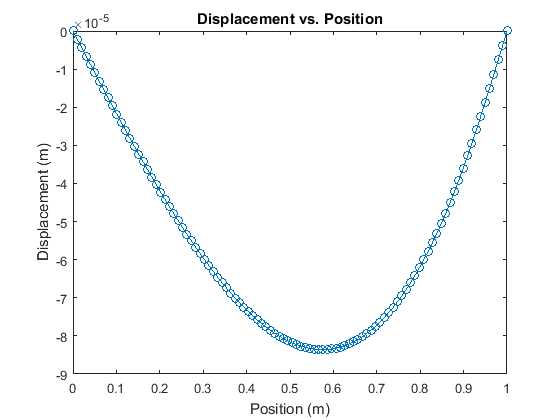 Displacement vs. Position
×10⁻⁵
0
-1
-2
-3
-4
-5
-6
-7
-8
-9
Displacement (m)
0 0.1 0.2 0.3 0.4 0.5 0.6 0.7 0.8 0.9 1
Position (m)